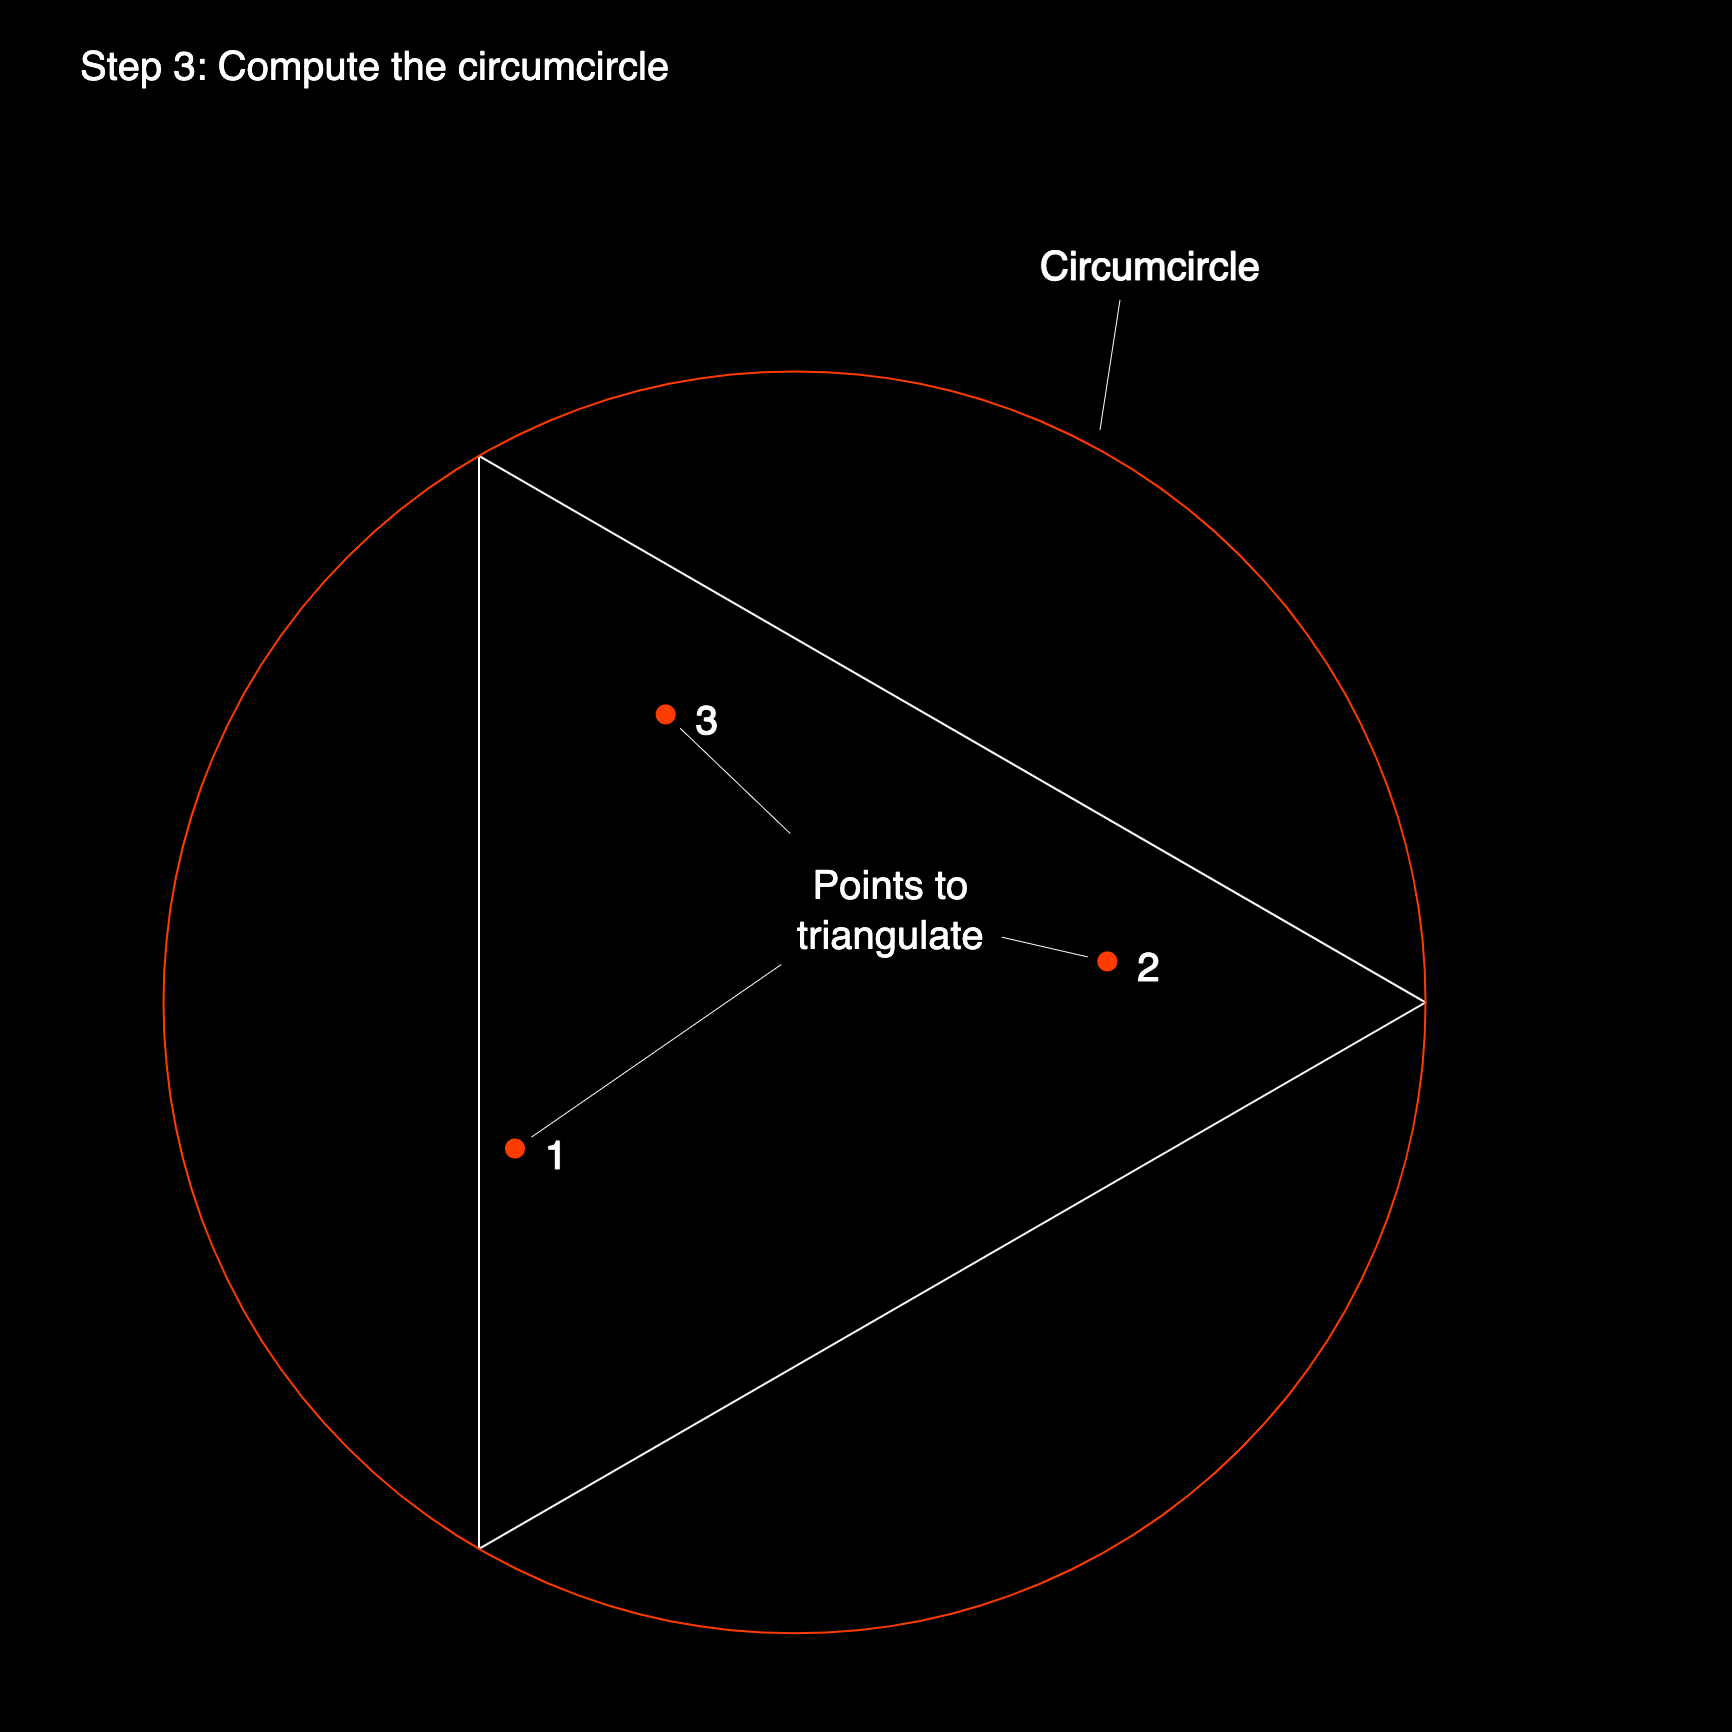 Step 3: Compute the circumcircle
Circumcircle
3
Points to
triangulate
2
1